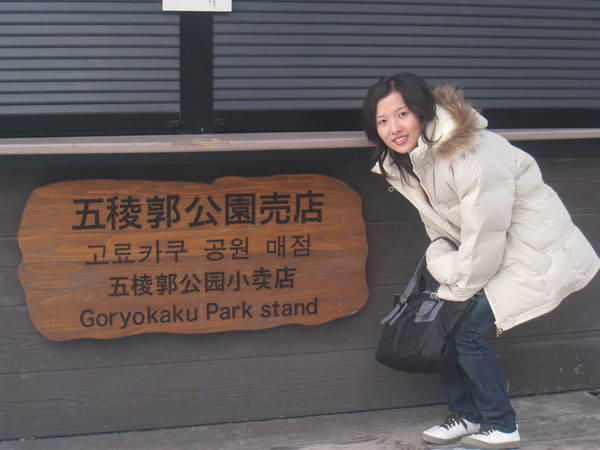 五稜郭公園売店
고료카쿠 공원 매점
五棱郭公园小卖店
Goryokaku Park stand